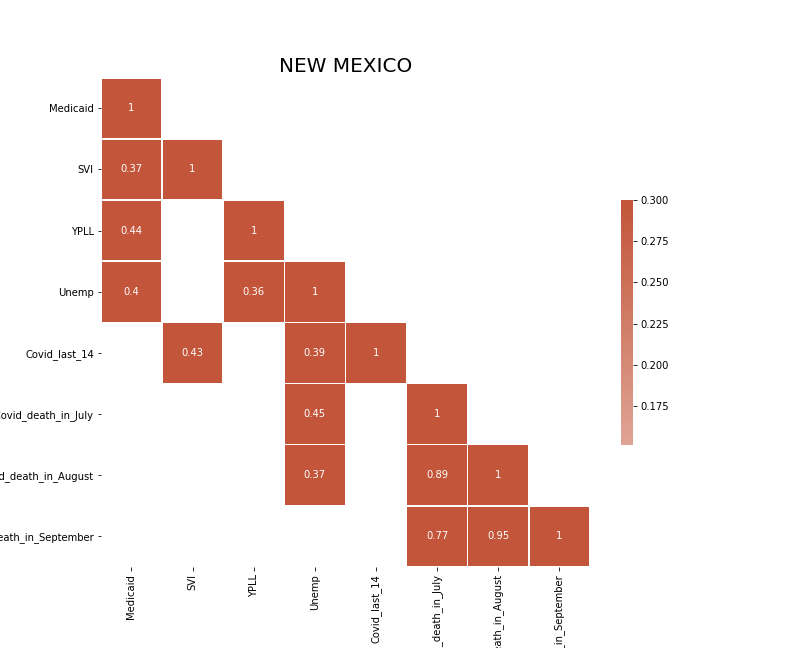 NEW MEXICO
Medicaid 1
SVI 0.37 1
YPLL 0.44 1
Unemp 0.4 0.36 1
Covid_last_14 0.43 0.39 1
ovid_death_in_July 0.45 1
d_death_in_August 0.37 0.89 1
eath_in_September 0.77 0.95 1
Medicaid
SVI
YPLL
Unemp
Covid_last_14
_death_in_July
eath_in_August
_in_September
0.300
0.275
0.250
0.225
0.200
0.175